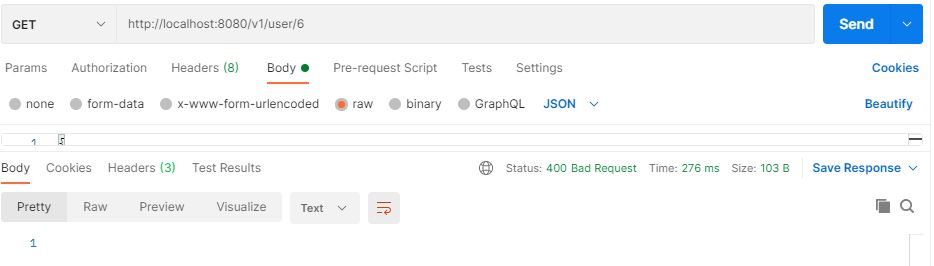 GET http://localhost:8080/v1/user/6 Send
Params Authorization Headers (8) Body Pre-request Script Tests Settings Cookies
none form-data x-www-form-urlencoded raw binary GraphQL JSON Beautify
1
Body Cookies Headers (3) Test Results Status: 400 Bad Request Time: 276 ms Size: 103 B Save Response
Pretty Raw Preview Visualize Text
1